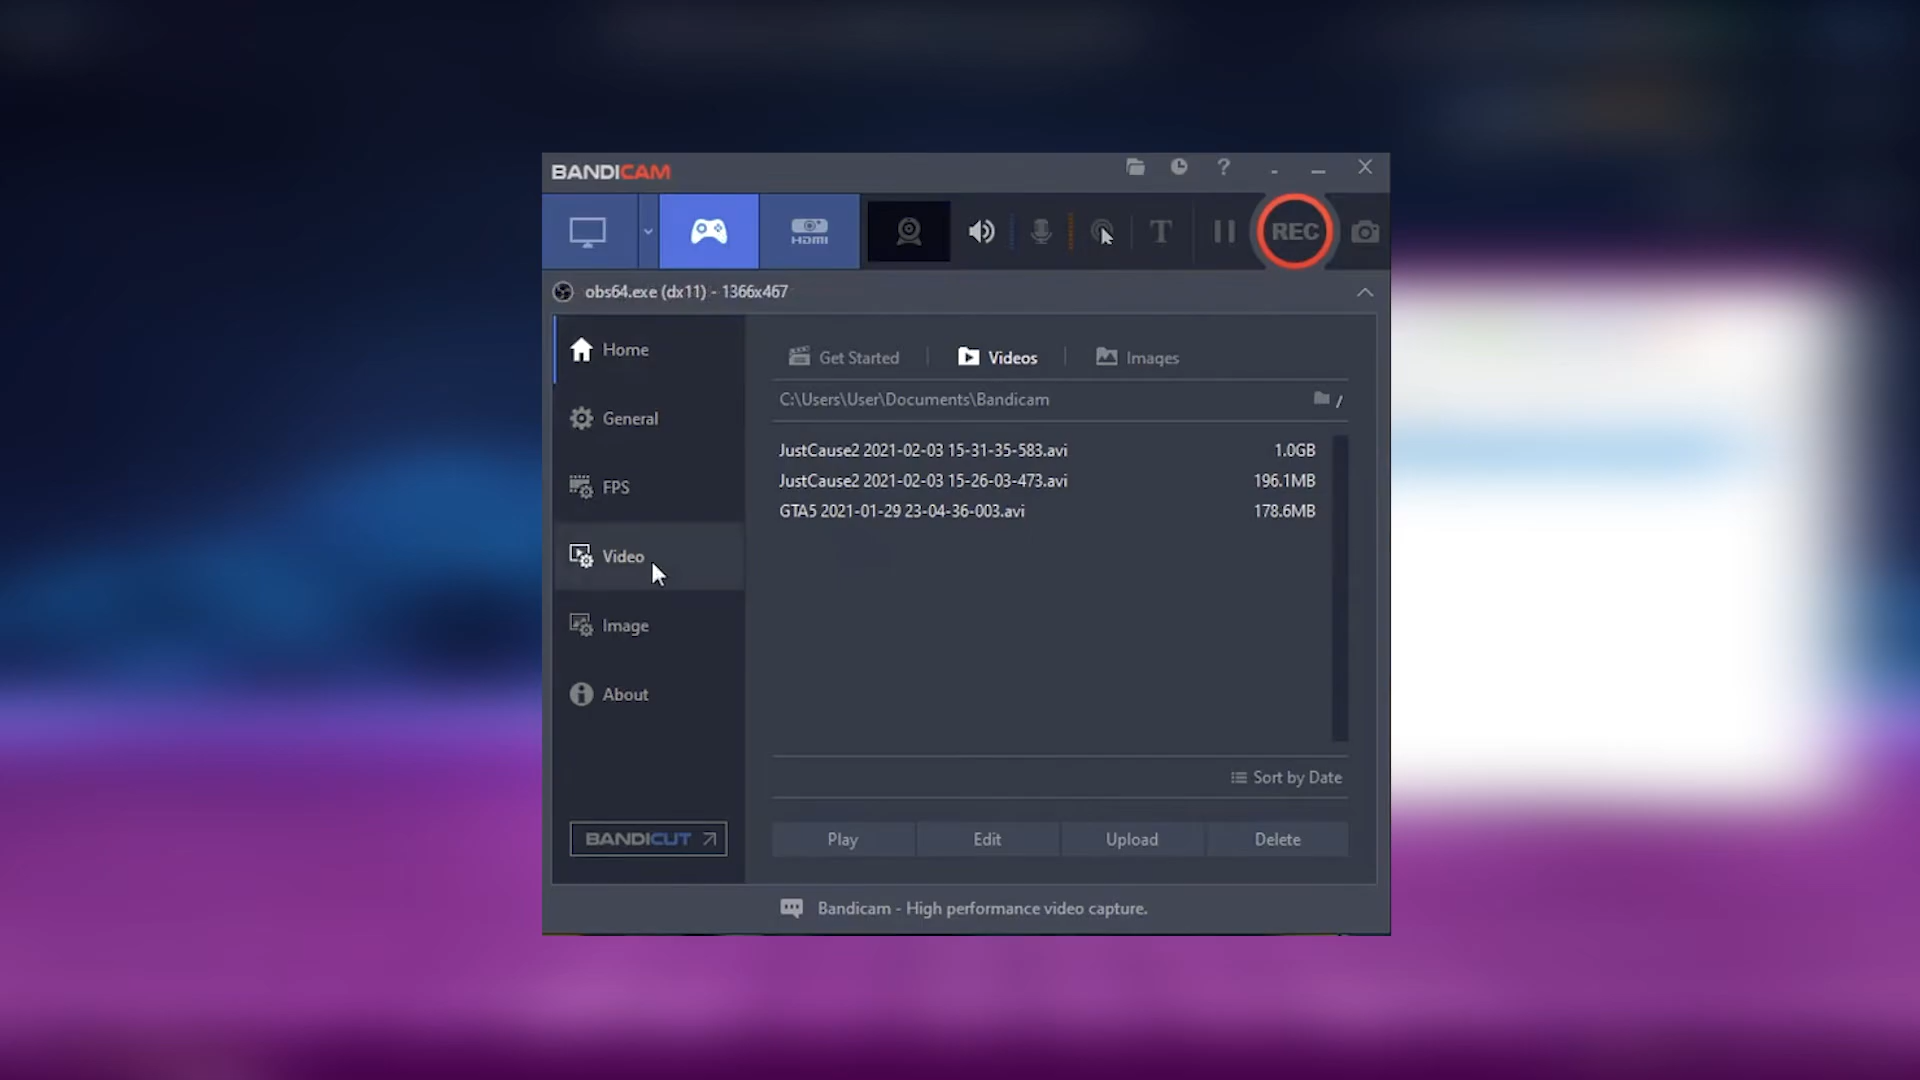 BANDICAM
HDMI
T
REC
obs64.exe (dx11) - 1366x467
Home
General
FPS
Video
Image
About
BANDICUT
Get Started
Videos
Images
C:\Users\User\Documents\Bandicam
JustCause2 2021-02-03 15-31-35-583.avi 1.0GB
JustCause2 2021-02-03 15-26-03-473.avi 196.1MB
GTA5 2021-01-29 23-04-36-003.avi 178.6MB
Sort by Date
Play
Edit
Upload
Delete
Bandicam - High performance video capture.